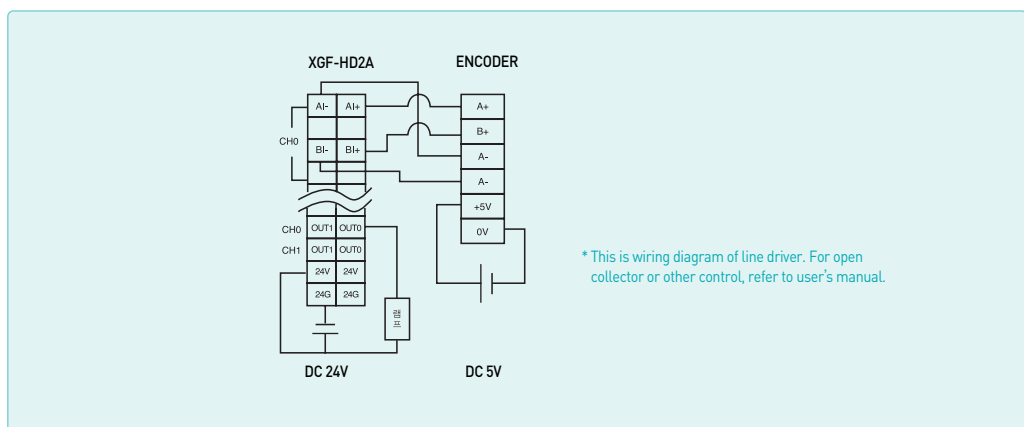 XGF-HD2A
ENCODER
AI- AI+
CH0
BI- BI+
A+
B+
A-
A-
+5V
0V
CH0 OUT1 OUT0
CH1 OUT1 OUT0
24V 24V
24G 24G
램
프
DC 24V
DC 5V
* This is wiring diagram of line driver. For open
collector or other control, refer to user's manual.